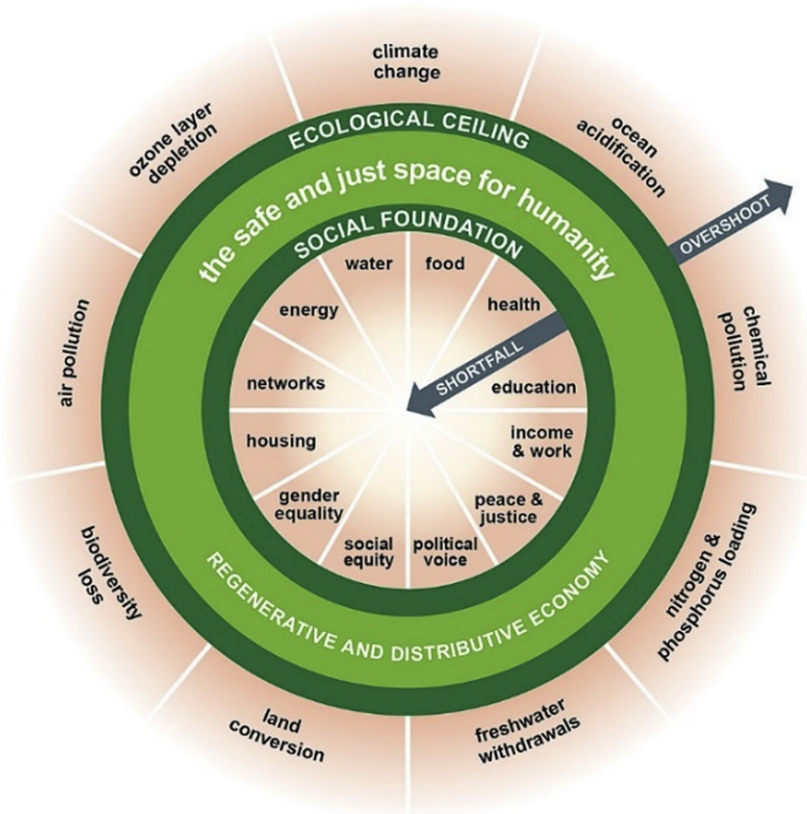 climate
change
ocean
acidification
OVERSHOOT
chemical
pollution
nitrogen &
phosphorus loading
freshwater
withdrawals
land
conversion
biodiversity
loss
air pollution
ozone layer
depletion
ECOLOGICAL CEILING
the safe and just space for humanity
SOCIAL FOUNDATION
water
food
health
SHORTFALL
education
income
& work
peace &
justice
political
voice
social
equity
gender
equality
housing
networks
energy
REGENERATIVE AND DISTRIBUTIVE ECONOMY